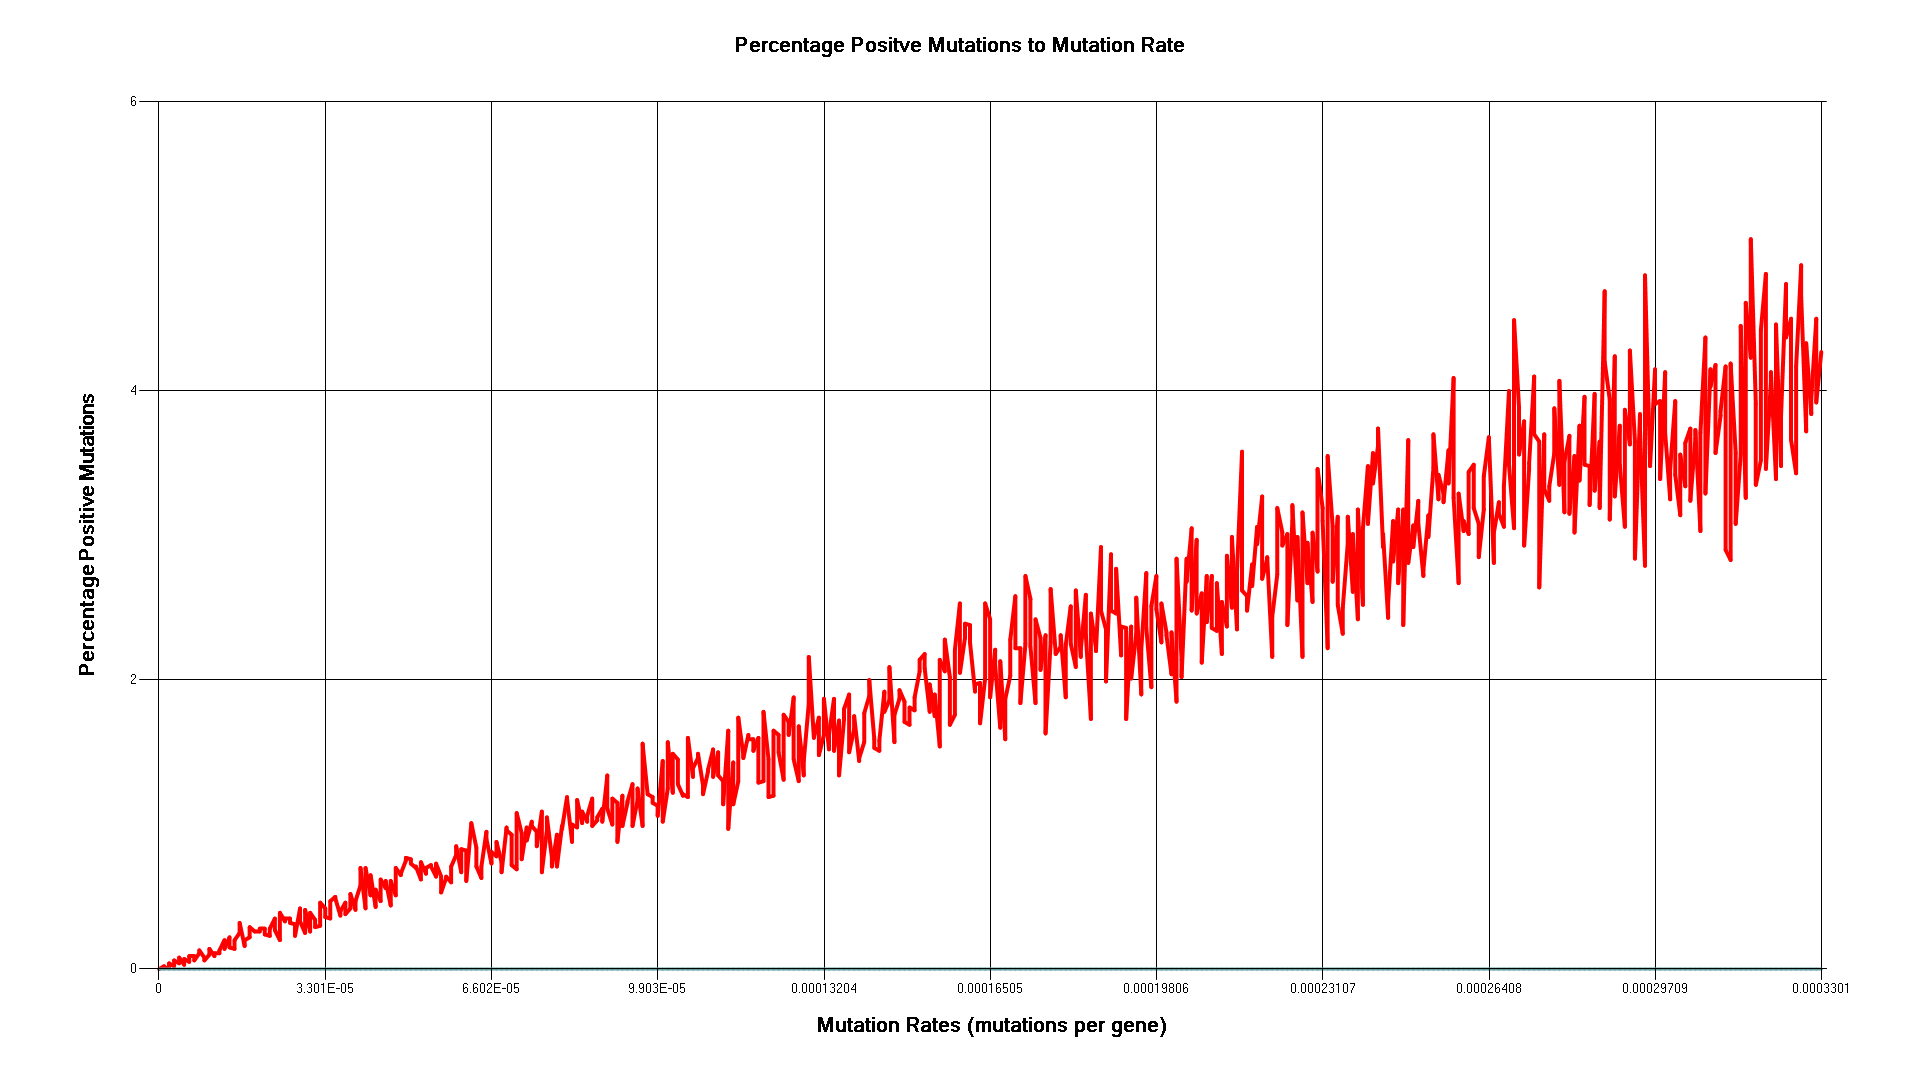 Percentage Positve Mutations to Mutation Rate
6
4
2
0
Percentage Positive Mutations
0 3.301E-05 6.602E-05 9.903E-05 0.00013204 0.00016505 0.00019806 0.00023107 0.00026408 0.00029709 0.0003301
Mutation Rates (mutations per gene)